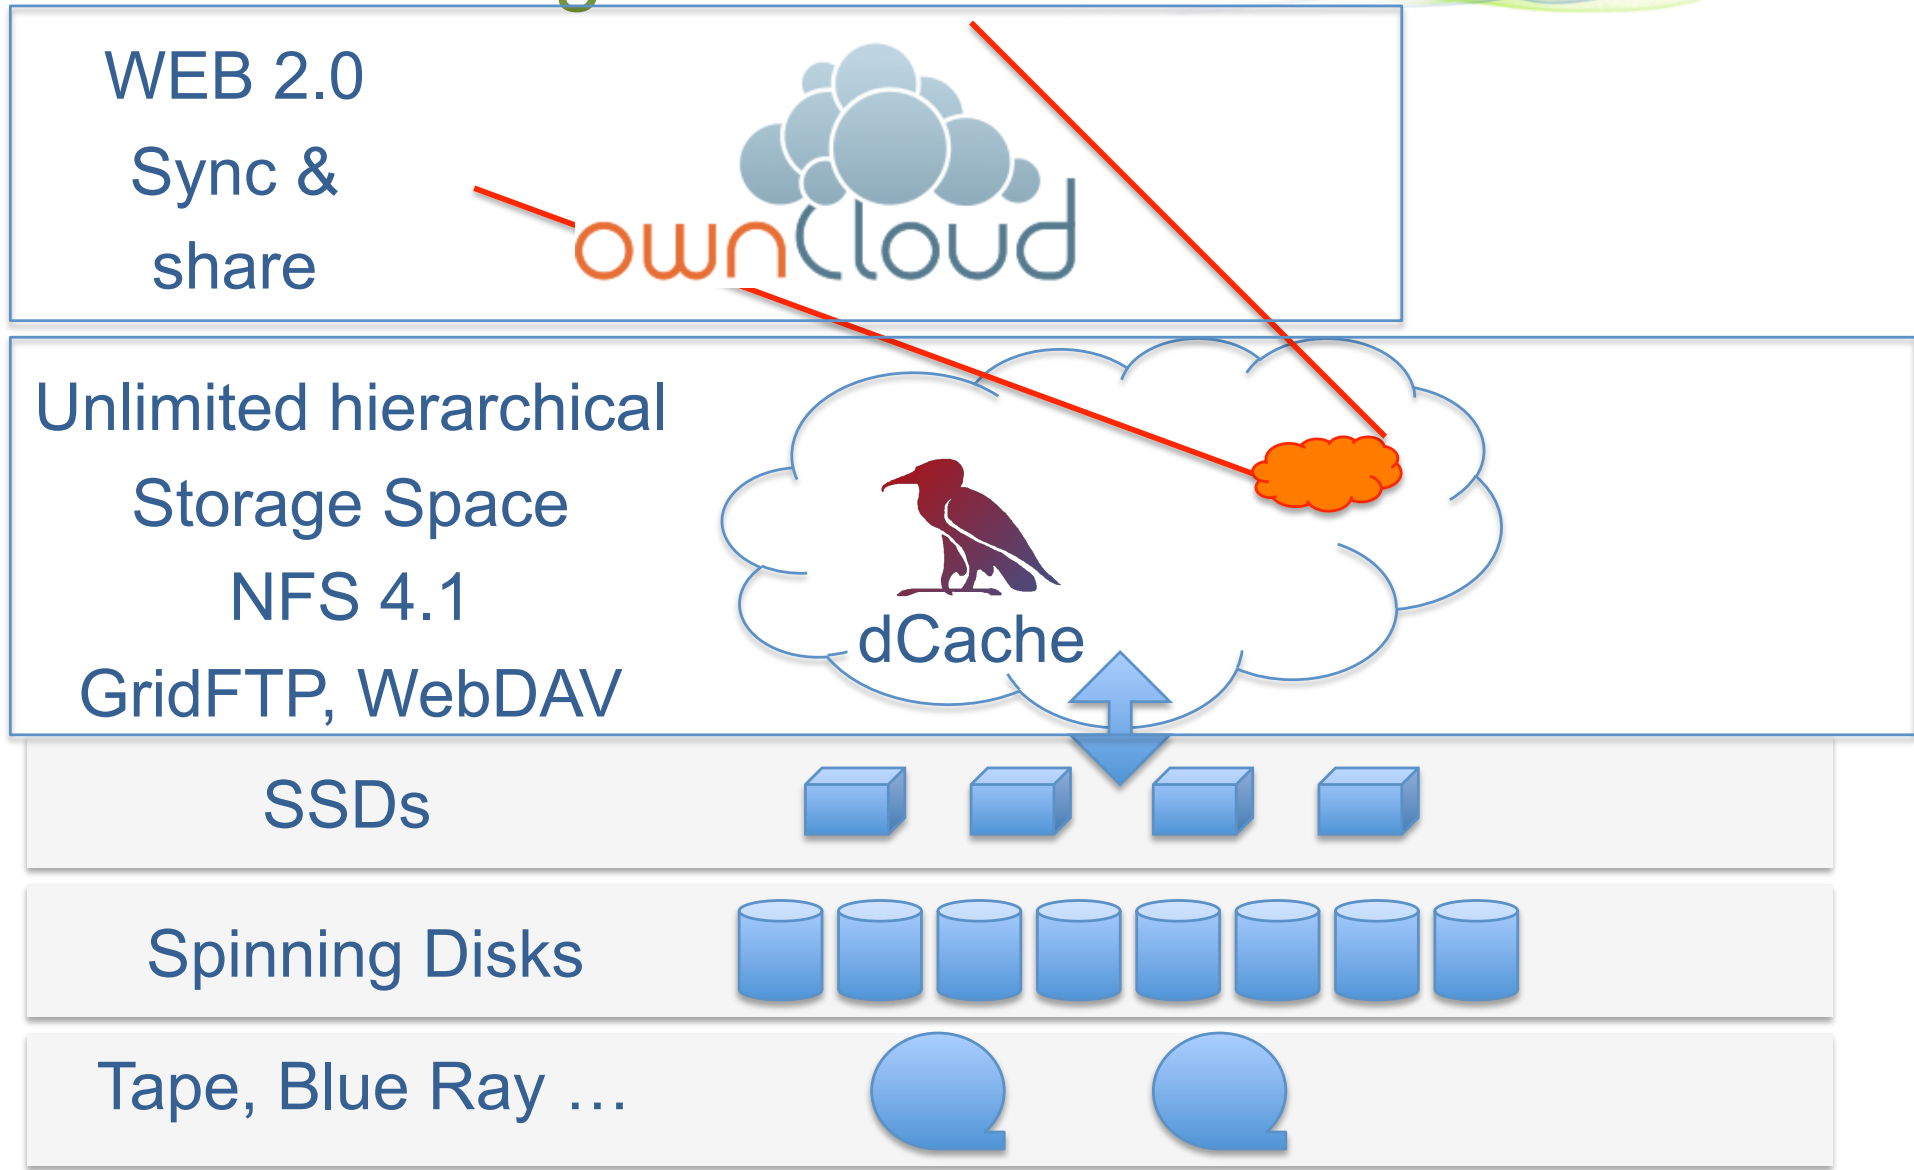 WEB 2.0
Sync &
share
ownCloud
Unlimited hierarchical
Storage Space
NFS 4.1
GridFTP, WebDAV
dCache
SSDs
Spinning Disks
Tape, Blue Ray …